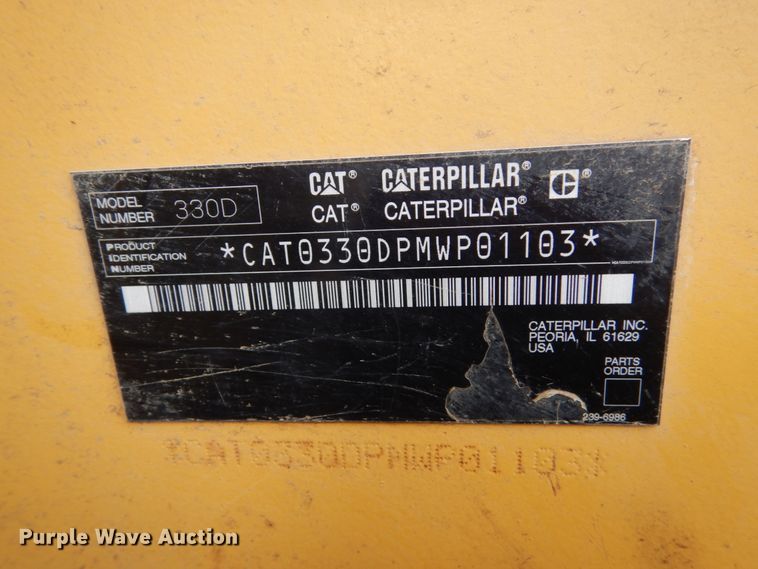 CAT® CATERPILLAR® C®
CAT® CATERPILLAR®
MODEL NUMBER 330D
PRODUCT IDENTIFICATION NUMBER *CAT0330DPMWP01103*
CATERPILLAR INC.
PEORIA, IL 61629
USA
PARTS
ORDER
239-6986
*CAT0330DPMWP01103*
Purple Wave Auction